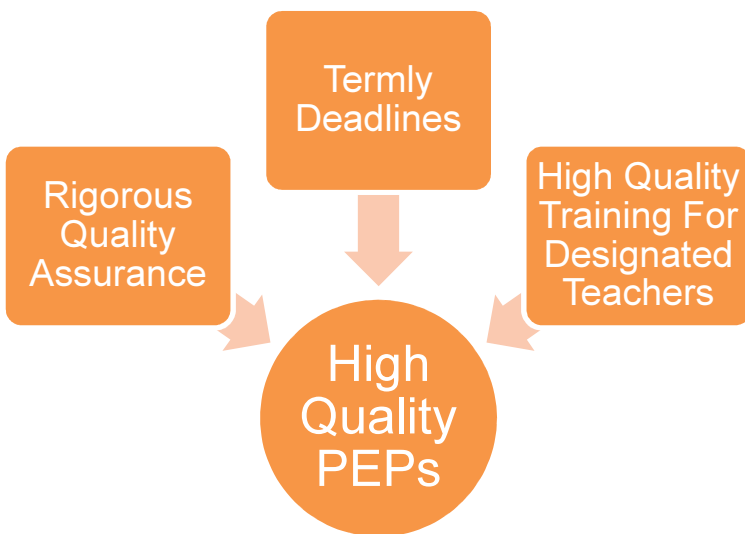 Termly
Deadlines
Rigorous
Quality
Assurance
High Quality
Training For
Designated
Teachers
High
Quality
PEPs